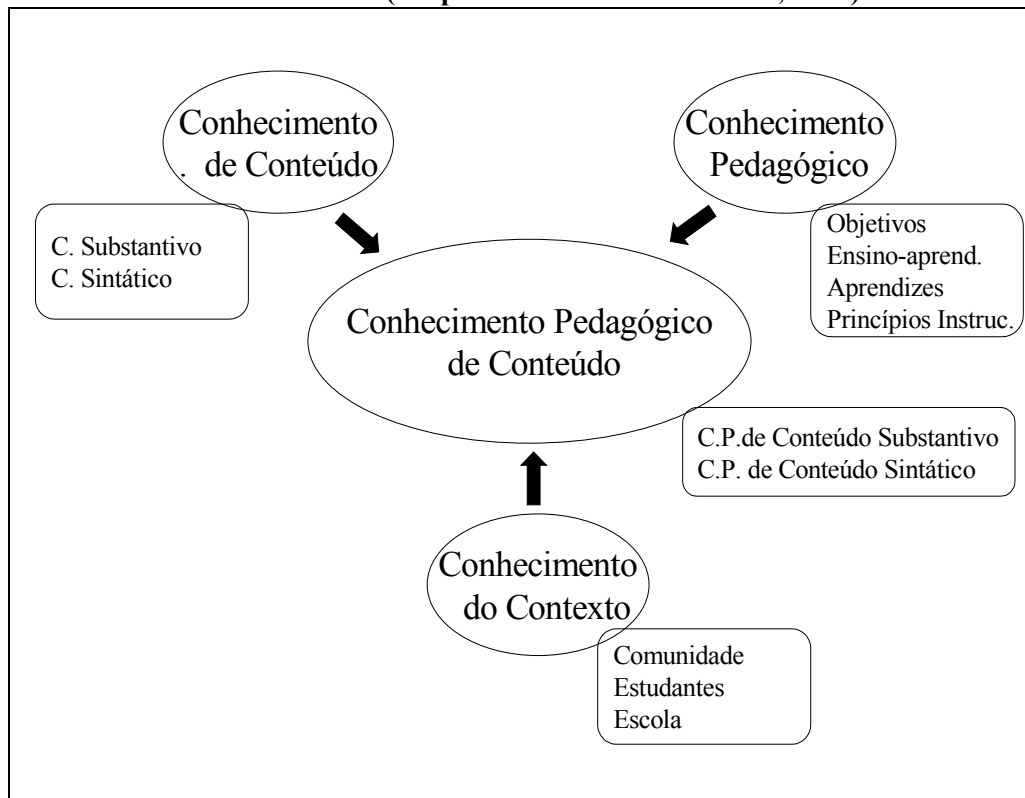 Conhecimento
. de Conteúdo
Conhecimento
Pedagógico
C. Substantivo
C. Sintático
Objetivos
Ensino-aprend.
Aprendizes
Princípios Instruc.
Conhecimento Pedagógico
de Conteúdo
C.P.de Conteúdo Substantivo
C.P. de Conteúdo Sintático
Conhecimento
do Contexto
Comunidade
Estudantes
Escola